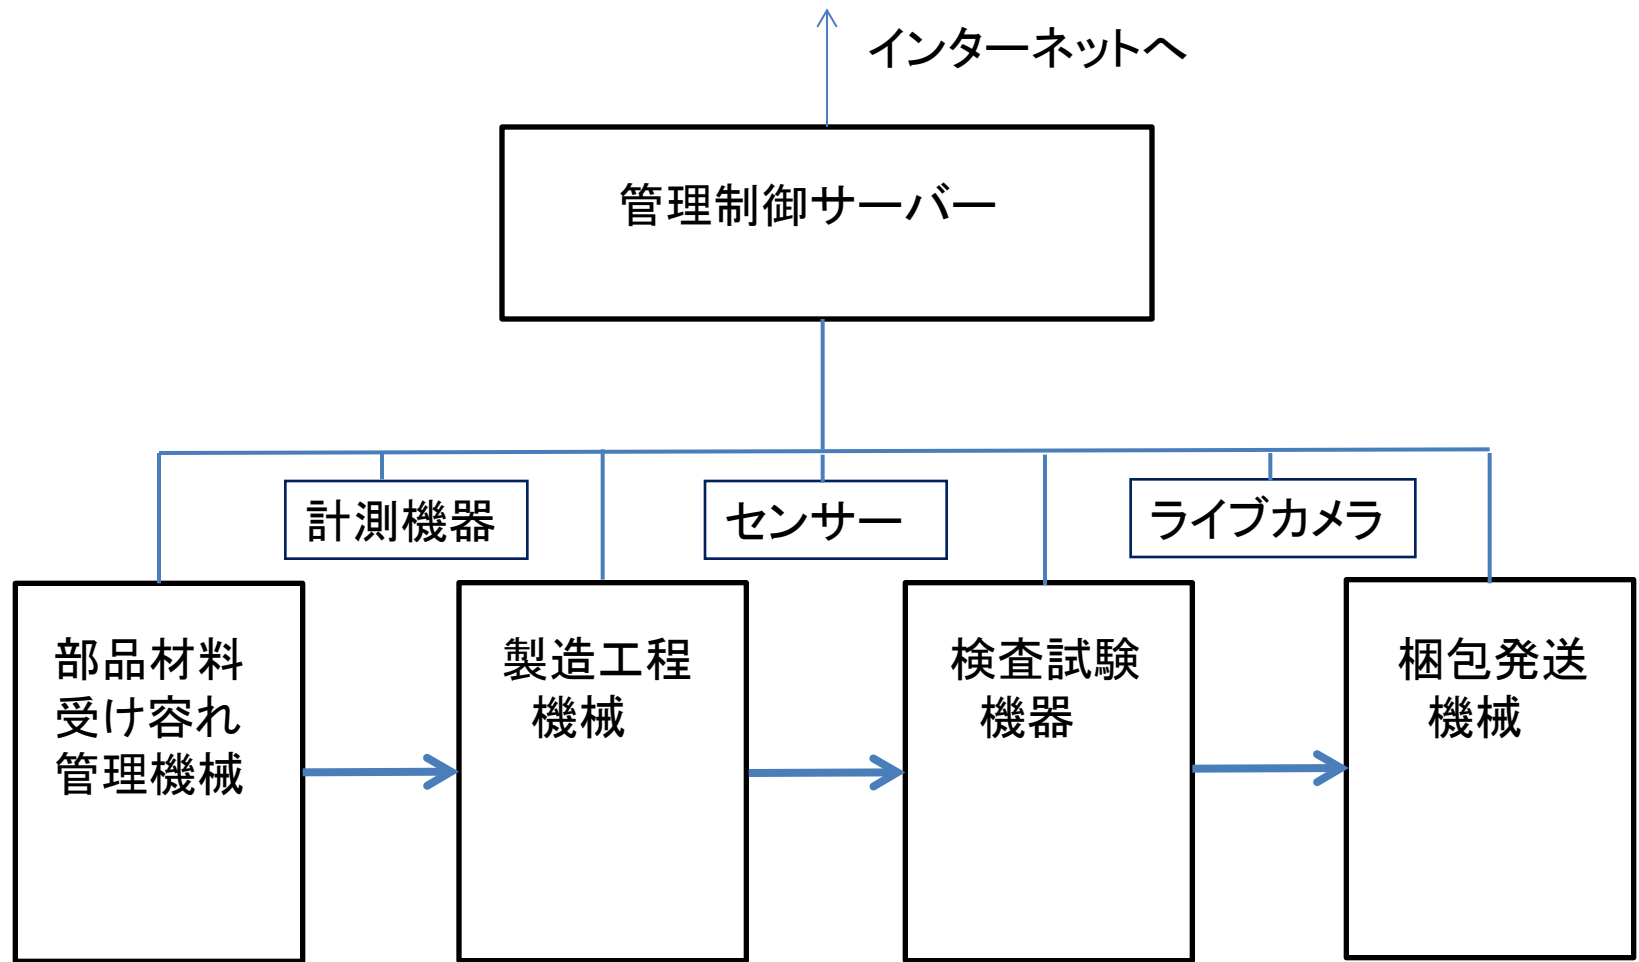 インターネットへ
管理制御サーバー
計測機器
センサー
ライブカメラ
部品材料
受け容れ
管理機械
製造工程
機械
検査試験
機器
梱包発送
機械